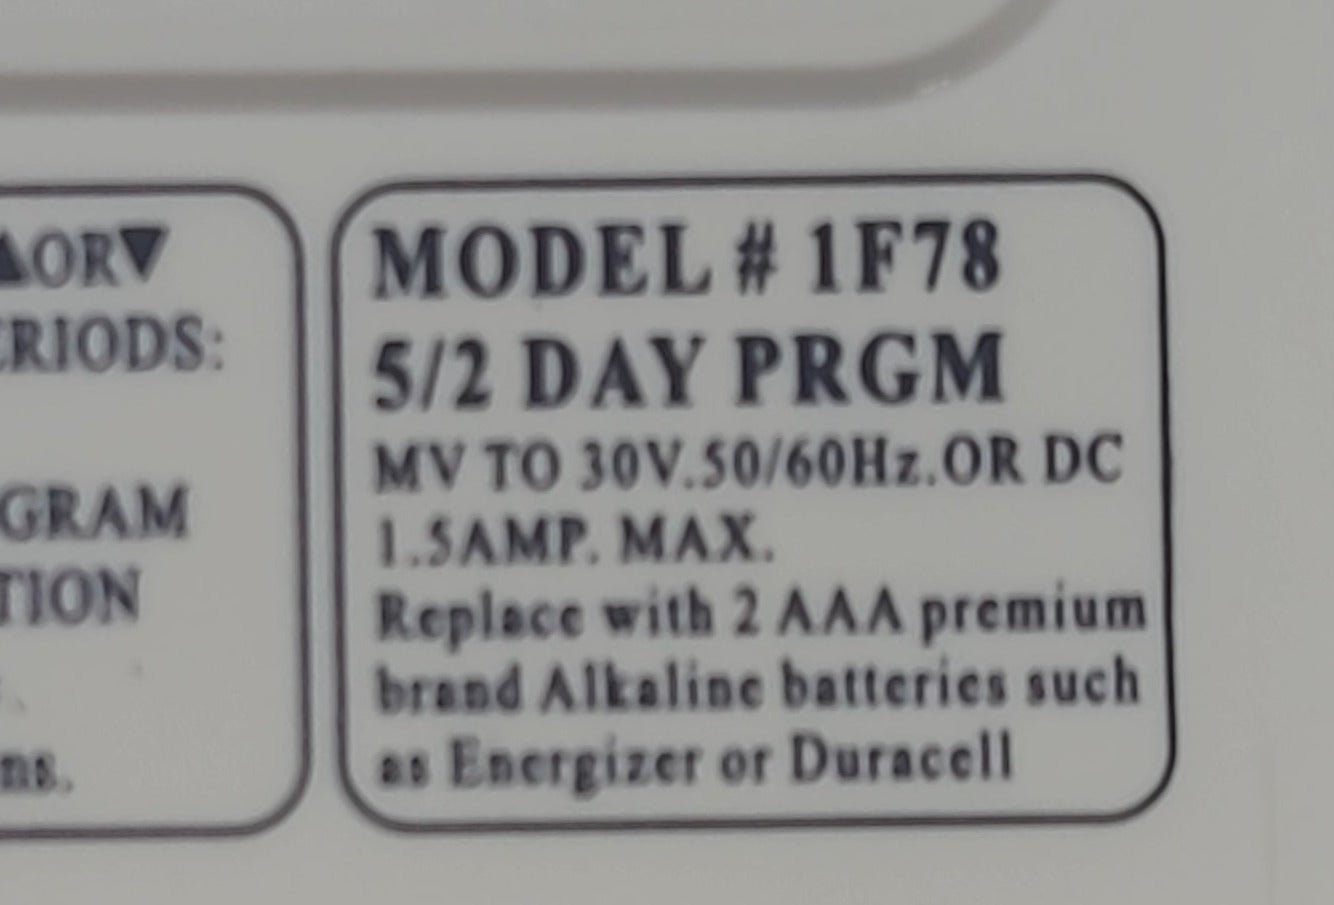 ▲OR▼
ERIODS:
GRAM
TION
ns.
MODEL # 1F78
5/2 DAY PRGM
MV TO 30V.50/60Hz.OR DC
1.5AMP. MAX.
Replace with 2 AAA premium
brand Alkaline batteries such
as Energizer or Duracell